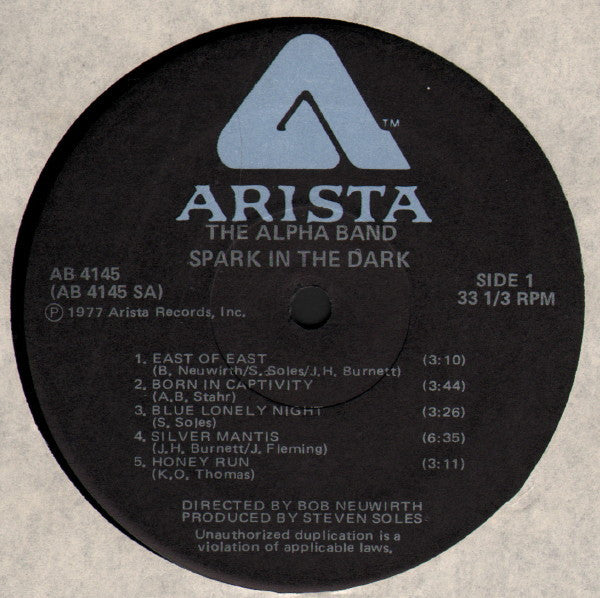 TM
ARISTA
THE ALPHA BAND
SPARK IN THE DARK
AB 4145
(AB 4145 SA)
Ⓟ 1977 Arista Records, Inc.
SIDE 1
33 1/3 RPM
1. EAST OF EAST (3:10)
(B. Neuwirth/S. Soles/J.H. Burnett)
2. BORN IN CAPTIVITY (3:44)
(A.B. Stahr)
3. BLUE LONELY NIGHT (3:26)
(S. Soles)
4. SILVER MANTIS (6:35)
(J.H. Burnett/J. Fleming)
5. HONEY RUN (3:11)
(K.O. Thomas)
DIRECTED BY BOB NEUWIRTH
PRODUCED BY STEVEN SOLES
Unauthorized duplication is a
violation of applicable laws.